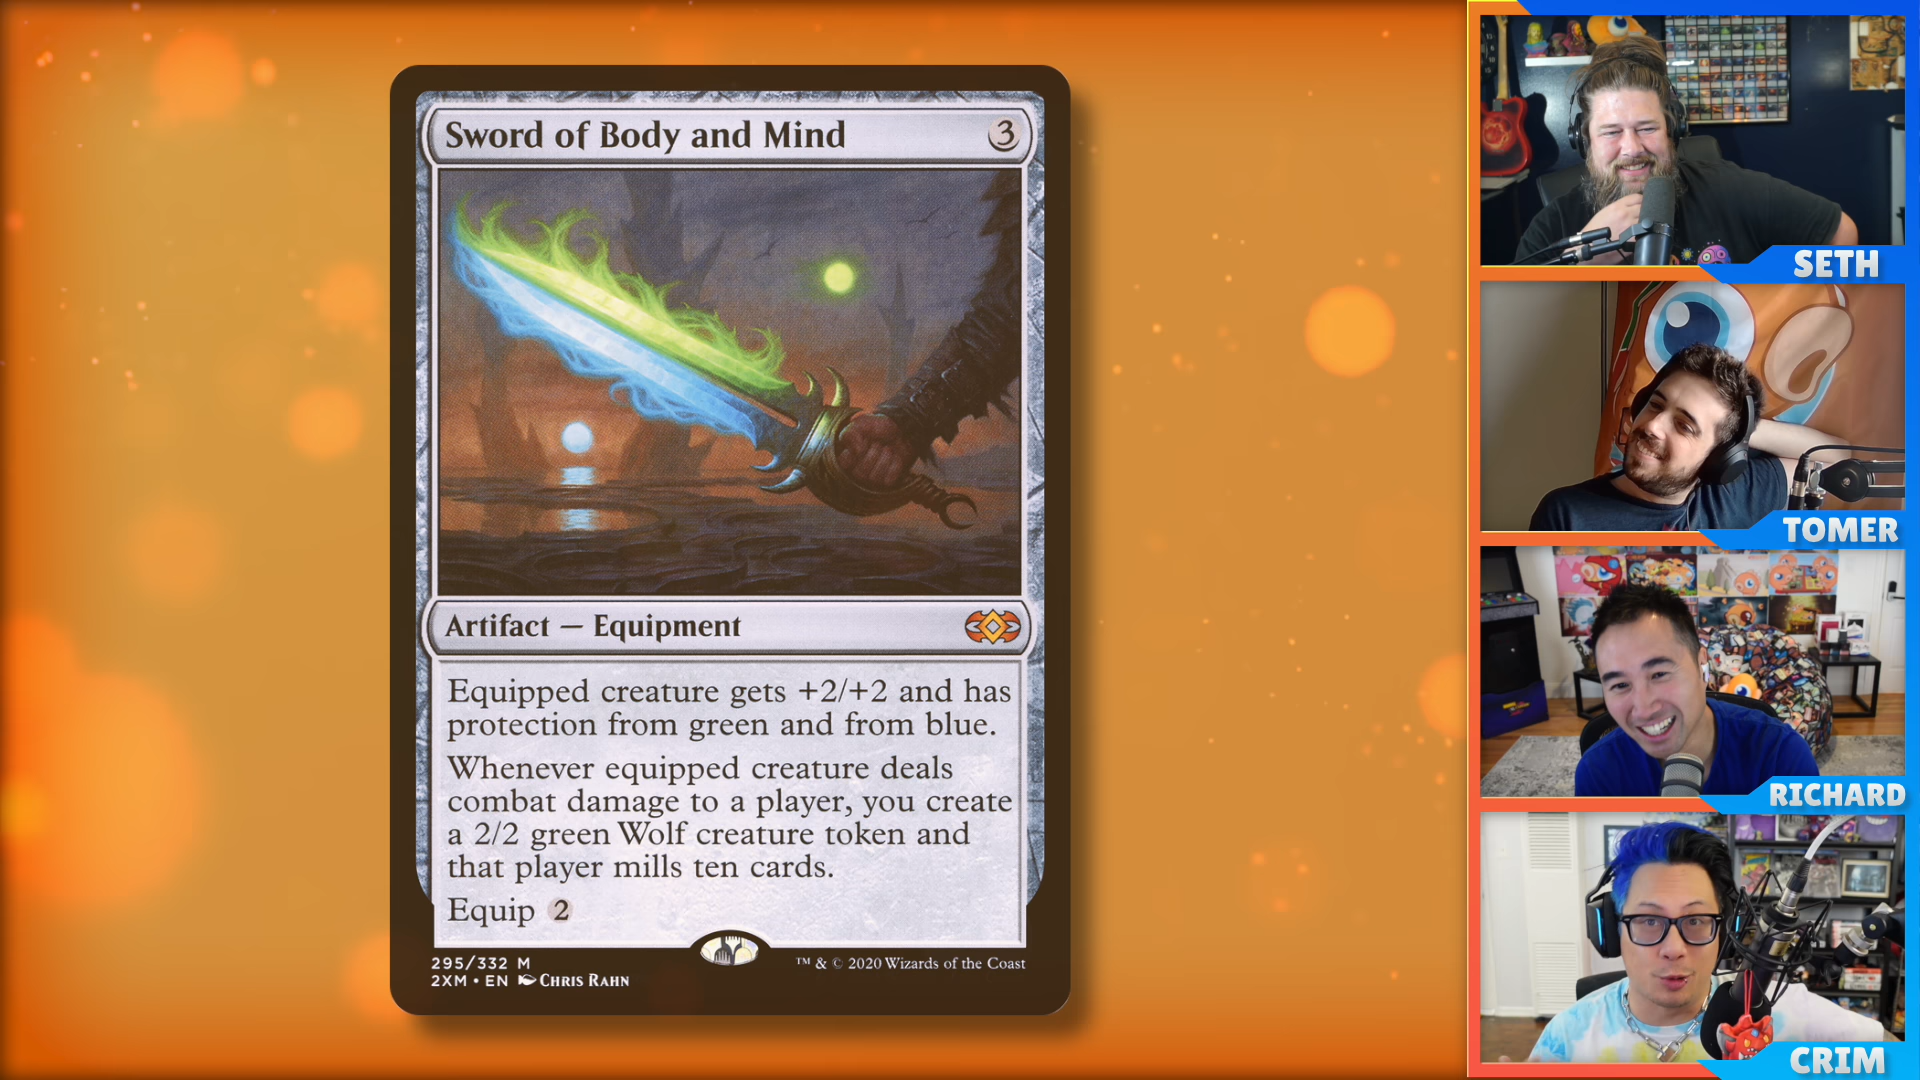 Sword of Body and Mind 3
Artifact — Equipment
Equipped creature gets +2/+2 and has
protection from green and from blue.
Whenever equipped creature deals
combat damage to a player, you create
a 2/2 green Wolf creature token and
that player mills ten cards.
Equip 2
295/332 M
2XM • EN Chris Rahn
™ & © 2020 Wizards of the Coast
SETH
TOMER
RICHARD
CRIM